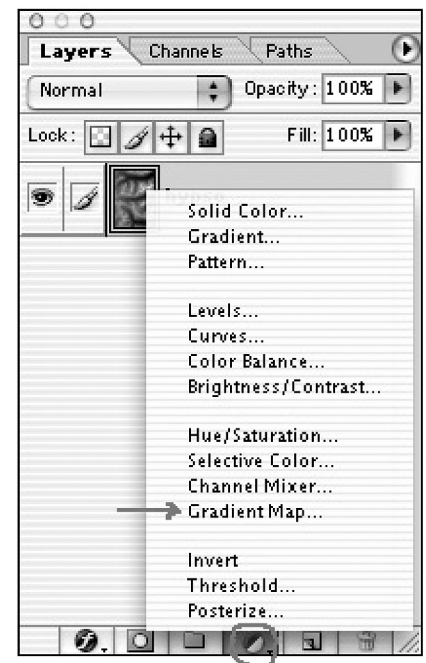 Layers Channels Paths
Normal Opacity: 100%
Lock: Fill: 100%
Solid Color...
Gradient...
Pattern...
Levels...
Curves...
Color Balance...
Brightness/Contrast...
Hue/Saturation...
Selective Color...
Channel Mixer...
Gradient Map...
Invert
Threshold...
Posterize...